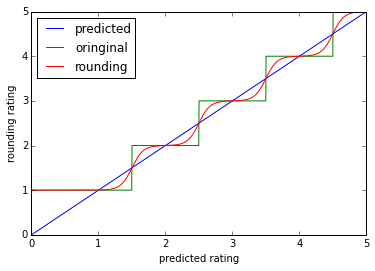 5
4
3
2
1
0
rounding rating
predicted
oringinal
rounding
0 1 2 3 4 5
predicted rating